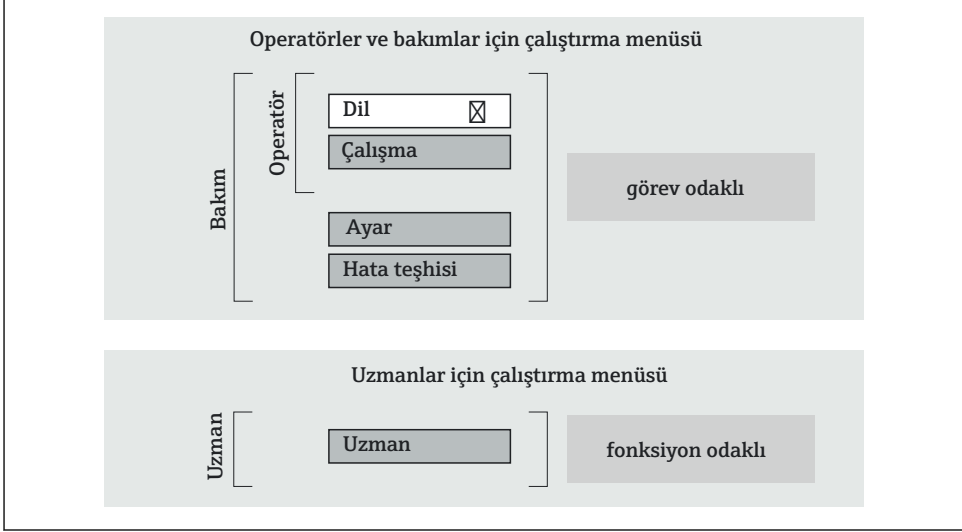 Operatörler ve bakımlar için çalıştırma menüsü
Bakım
Operatör
Dil
Çalışma
Ayar
Hata teşhisi
görev odaklı
Uzmanlar için çalıştırma menüsü
Uzman
Uzman
fonksiyon odaklı